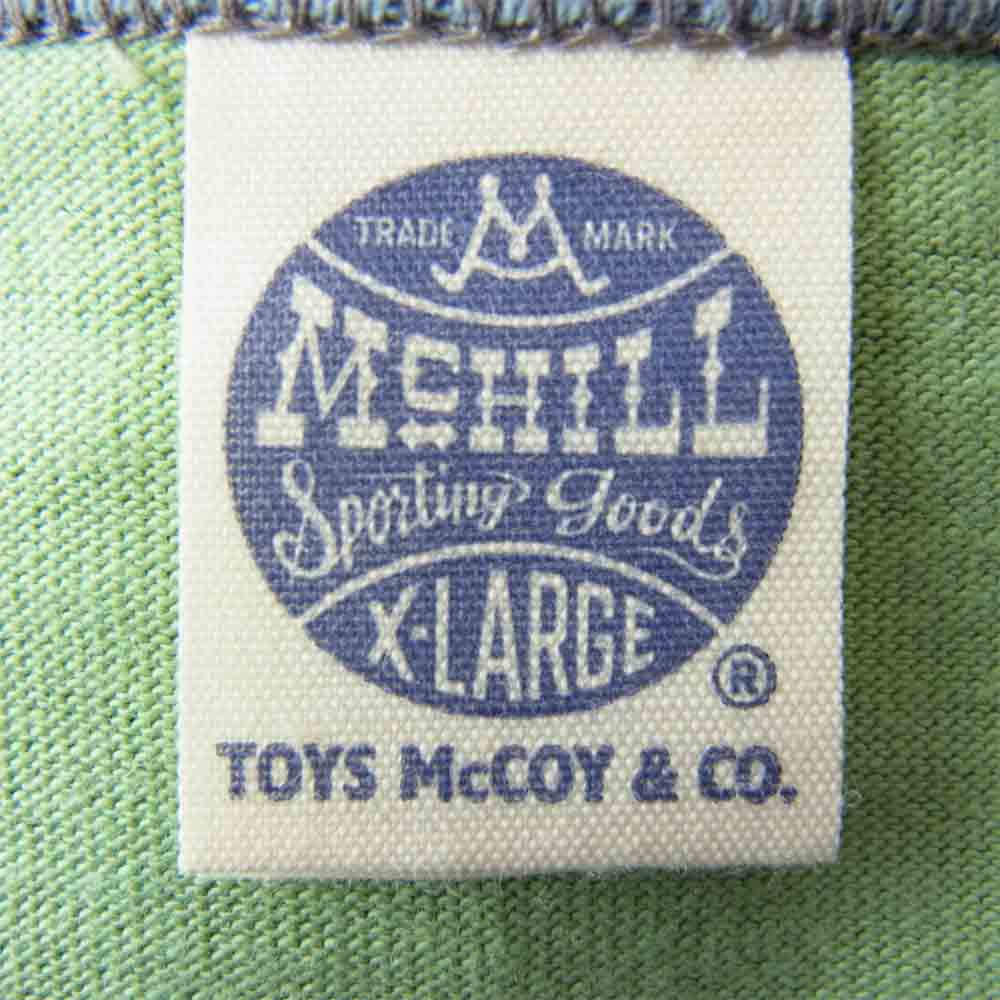 TRADE M MARK
McHILL
Sporting Goods
X-LARGE
®
TOYS McCOY & CO.